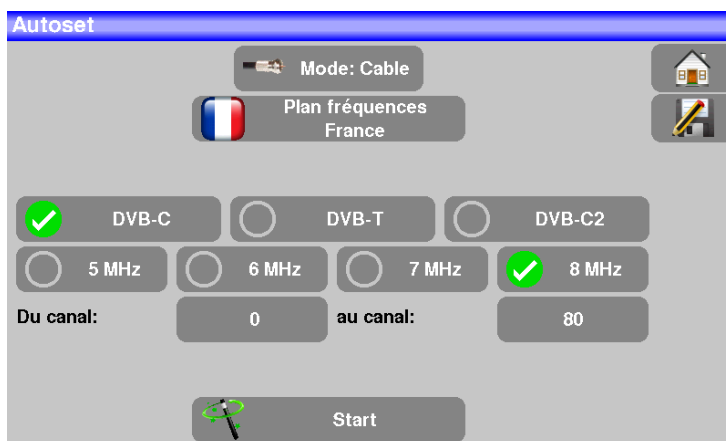 Autoset
Mode: Cable
Plan fréquences
France
DVB-C DVB-T DVB-C2
5 MHz 6 MHz 7 MHz 8 MHz
Du canal: 0 au canal: 80
Start